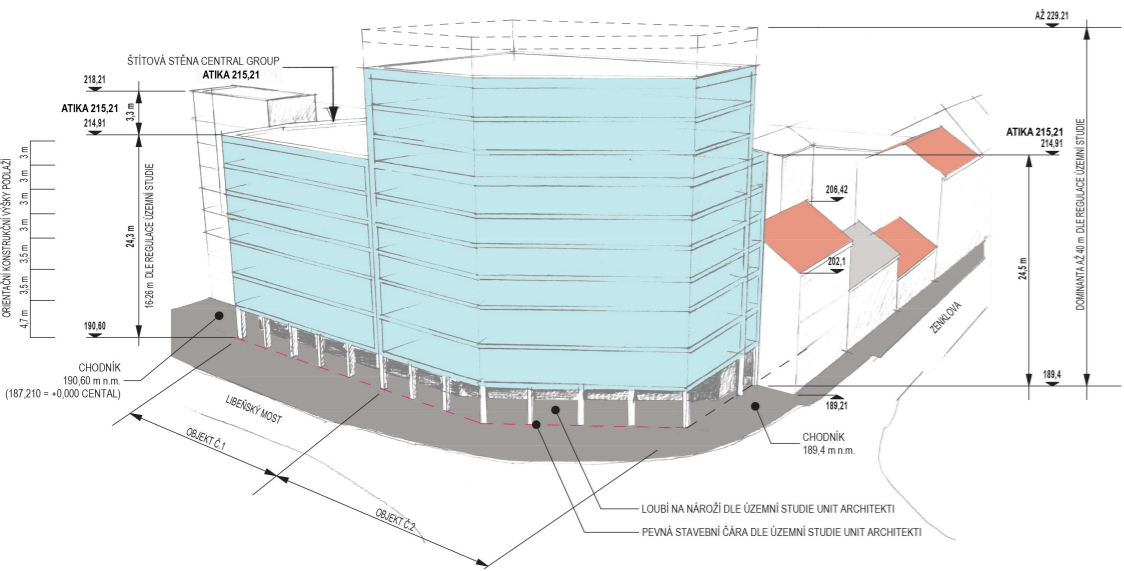 AŽ 229.21
ŠTÍTOVÁ STĚNA CENTRAL GROUP
ATIKA 215,21
218,21
3,3 m
ATIKA 215,21
214,91
ORIENTAČNÍ KONSTRUKČNÍ VÝŠKY PODLAŽÍ
3 m
3 m
3 m
3 m
3,5 m
3,5 m
4,7 m
24,3 m
16-26 m DLE REGULACE ÚZEMNÍ STUDIE
190,60
CHODNÍK
190,60 m n.m.
(187,210 = +0,000 CENTAL)
LIBEŇSKÝ MOST
OBJEKT Č.1
OBJEKT Č.2
ATIKA 215,21
214,91
206,42
202,1
24,5 m
DOMINANTA AŽ 40 m DLE REGULACE ÚZEMNÍ STUDIE
ZENKLOVA
189,4
189,21
CHODNÍK
189,4 m n.m.
LOUBÍ NA NÁROŽÍ DLE ÚZEMNÍ STUDIE UNIT ARCHITEKTI
PEVNÁ STAVEBNÍ ČÁRA DLE ÚZEMNÍ STUDIE UNIT ARCHITEKTI